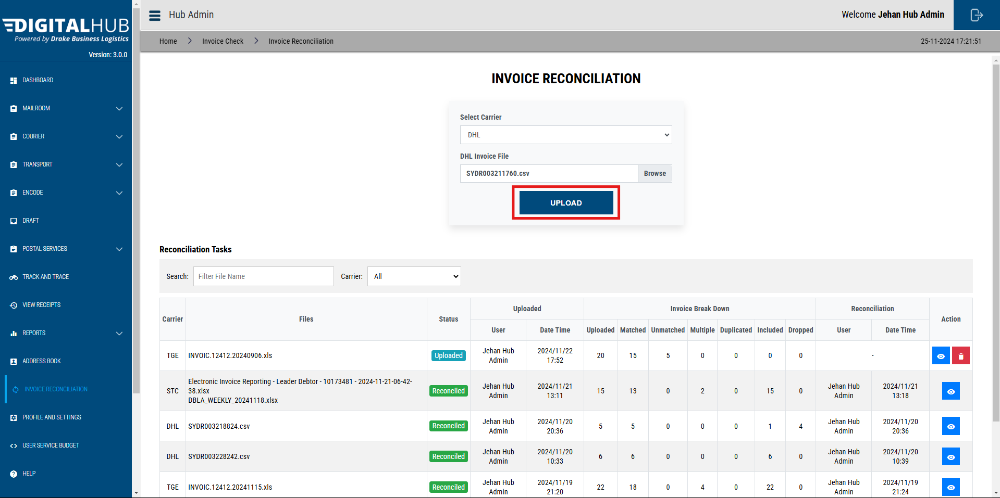 DIGITALHUB
Powered by Drake Business Logistics
Version: 3.0.0
DASHBOARD
MAILROOM
COURIER
TRANSPORT
ENCODE
DRAFT
POSTAL SERVICES
TRACK AND TRACE
VIEW RECEIPTS
REPORTS
ADDRESS BOOK
INVOICE RECONCILIATION
PROFILE AND SETTINGS
USER SERVICE BUDGET
HELP
Hub Admin
Welcome Jehan Hub Admin
Home > Invoice Check > Invoice Reconciliation
25-11-2024 17:21:51
INVOICE RECONCILIATION
Select Carrier
DHL
DHL Invoice File
SYDR003211760.csv Browse
UPLOAD
Reconciliation Tasks
Search: Filter File Name Carrier: All
Carrier Files Status Uploaded Invoice Break Down Reconciliation Action
User Date Time Uploaded Matched Unmatched Multiple Duplicated Included Dropped User Date Time
TGE INVOIC.12412.20240906.xls Uploaded Jehan Hub Admin 2024/11/22 17:52 20 15 5 0 0 0 0 -
STC Electronic Invoice Reporting - Leader Debtor - 10173481 - 2024-11-21-06-42-38.xlsx DBLA_WEEKLY_20241118.xlsx Reconciled Jehan Hub Admin 2024/11/21 13:11 15 13 0 2 0 15 0 Jehan Hub Admin 2024/11/21 13:18
DHL SYDR003218824.csv Reconciled Jehan Hub Admin 2024/11/20 20:36 5 5 0 0 0 1 4 Jehan Hub Admin 2024/11/20 20:36
DHL SYDR003228242.csv Reconciled Jehan Hub Admin 2024/11/20 10:33 6 6 0 0 0 6 0 Jehan Hub Admin 2024/11/20 10:39
TGE INVOIC.12412.20241115.xls Reconciled Jehan Hub Admin 2024/11/19 21:20 22 18 0 4 0 22 0 Jehan Hub Admin 2024/11/19 21:24